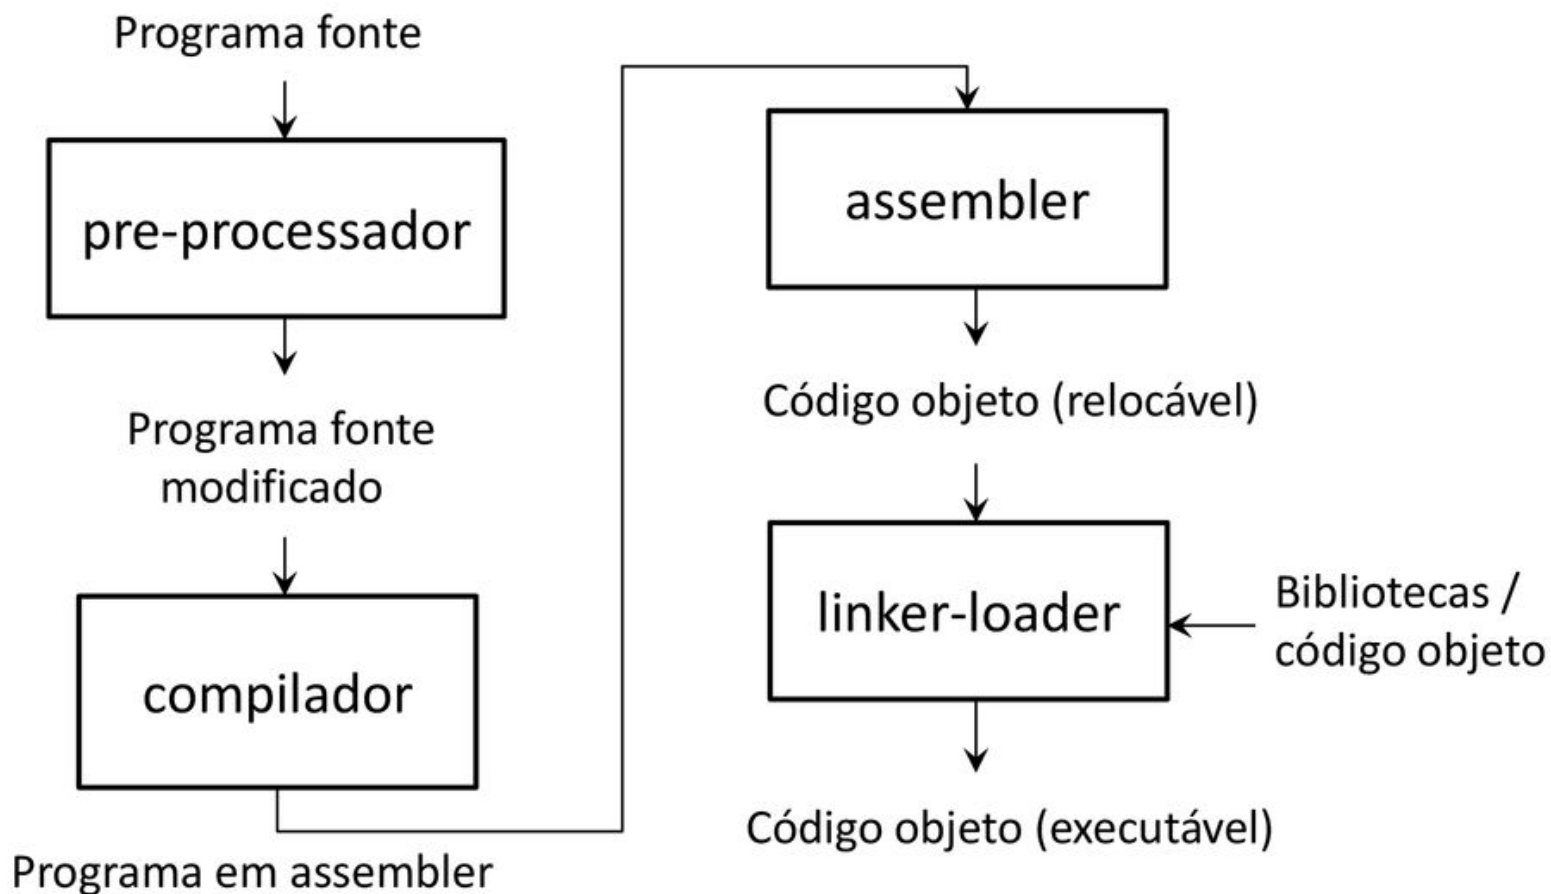 Programa fonte
pre-processador
Programa fonte
modificado
compilador
Programa em assembler
assembler
Código objeto (relocável)
linker-loader
Bibliotecas /
código objeto
Código objeto (executável)